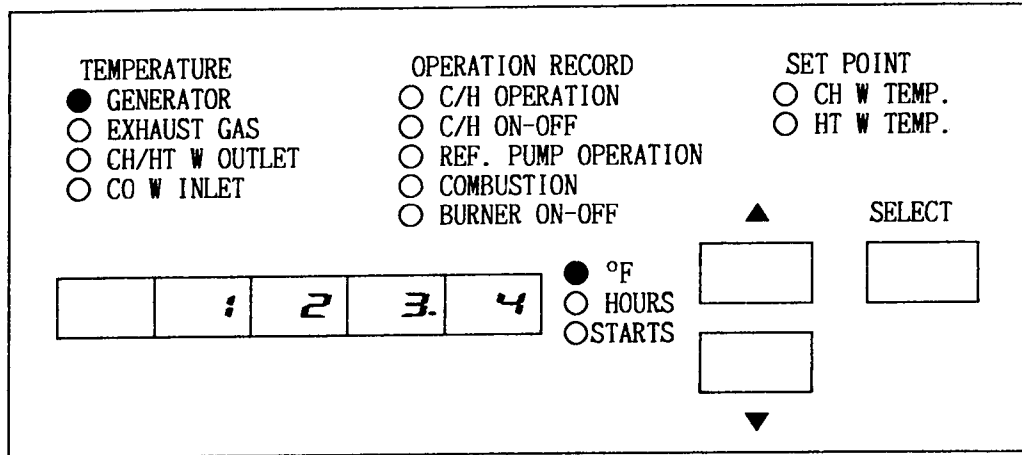 TEMPERATURE
GENERATOR
EXHAUST GAS
CH/HT W OUTLET
CO W INLET
OPERATION RECORD
C/H OPERATION
C/H ON-OFF
REF. PUMP OPERATION
COMBUSTION
BURNER ON-OFF
SET POINT
CH W TEMP.
HT W TEMP.
1 2 3. 4
°F
HOURS
STARTS
▲
▼
SELECT